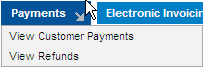 Payments Electronic Invoicin
View Customer Payments
View Refunds